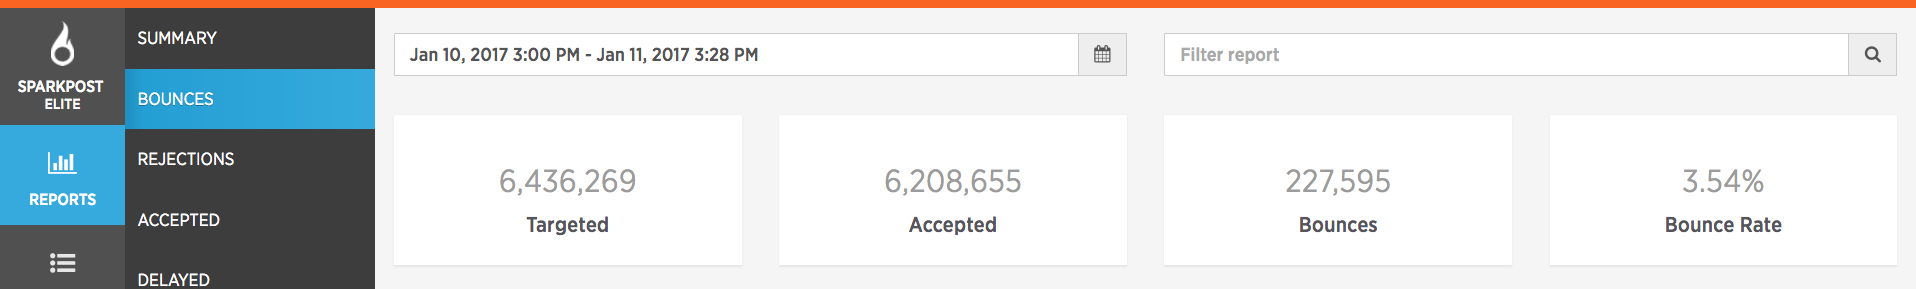 SPARKPOST
ELITE
REPORTS
SUMMARY
BOUNCES
REJECTIONS
ACCEPTED
DELAYED
Jan 10, 2017 3:00 PM - Jan 11, 2017 3:28 PM
Filter report
6,436,269
Targeted
6,208,655
Accepted
227,595
Bounces
3.54%
Bounce Rate